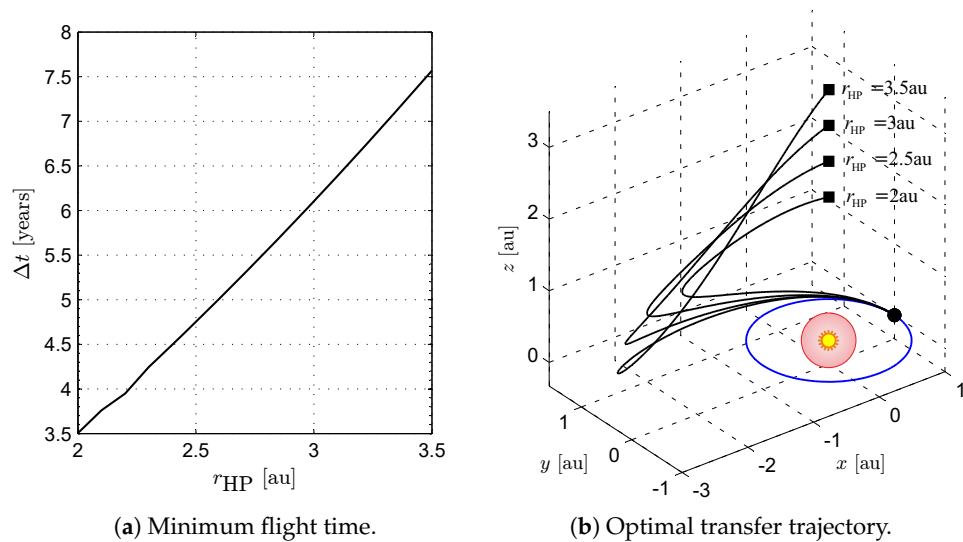 8
7.5
7
6.5
6
5.5
5
4.5
4
3.5
2
2.5
3
3.5
Δt [years]
r_HP [au]
(a) Minimum flight time.
r_HP =3.5au
r_HP =3au
r_HP =2.5au
r_HP =2au
3
2
1
0
z [au]
1
0
-1
y [au]
-3
-2
-1
0
1
x [au]
(b) Optimal transfer trajectory.